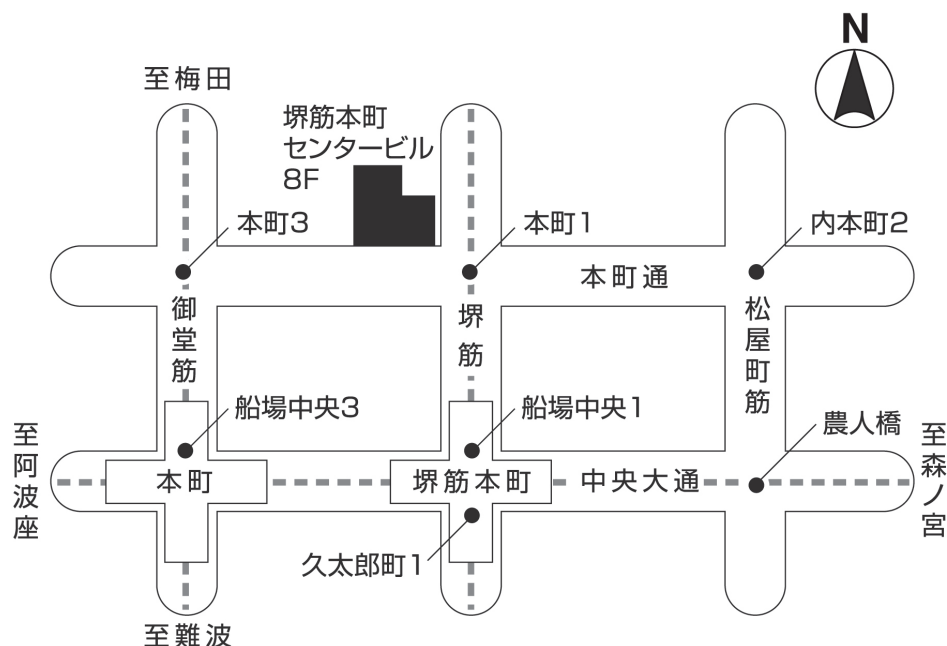 N
至梅田
堺筋本町
センタービル
8F
本町3
本町1
内本町2
本町通
御堂筋
堺筋
松屋町筋
船場中央3
船場中央1
農人橋
至阿波座
本町
堺筋本町
中央大通
至森ノ宮
久太郎町1
至難波